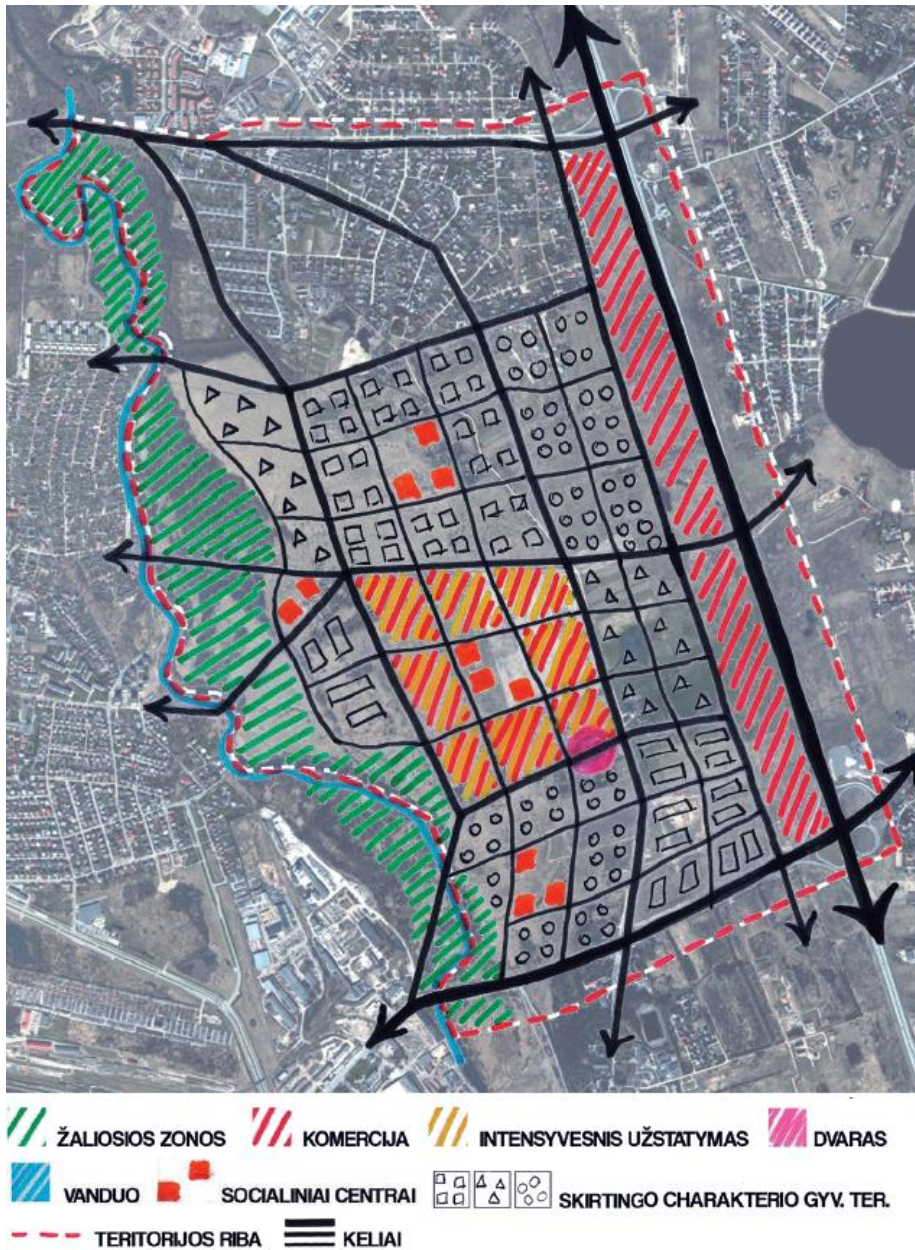 ŽALIOSIOS ZONOS KOMERCIJA INTENSYVESNIS UŽSTATYMAS DVARAS
VANDUO SOCIALINIAI CENTRAI SKIRTINGO CHARAKTERIO GYV. TER.
TERITORIJOS RIBA KELIAI